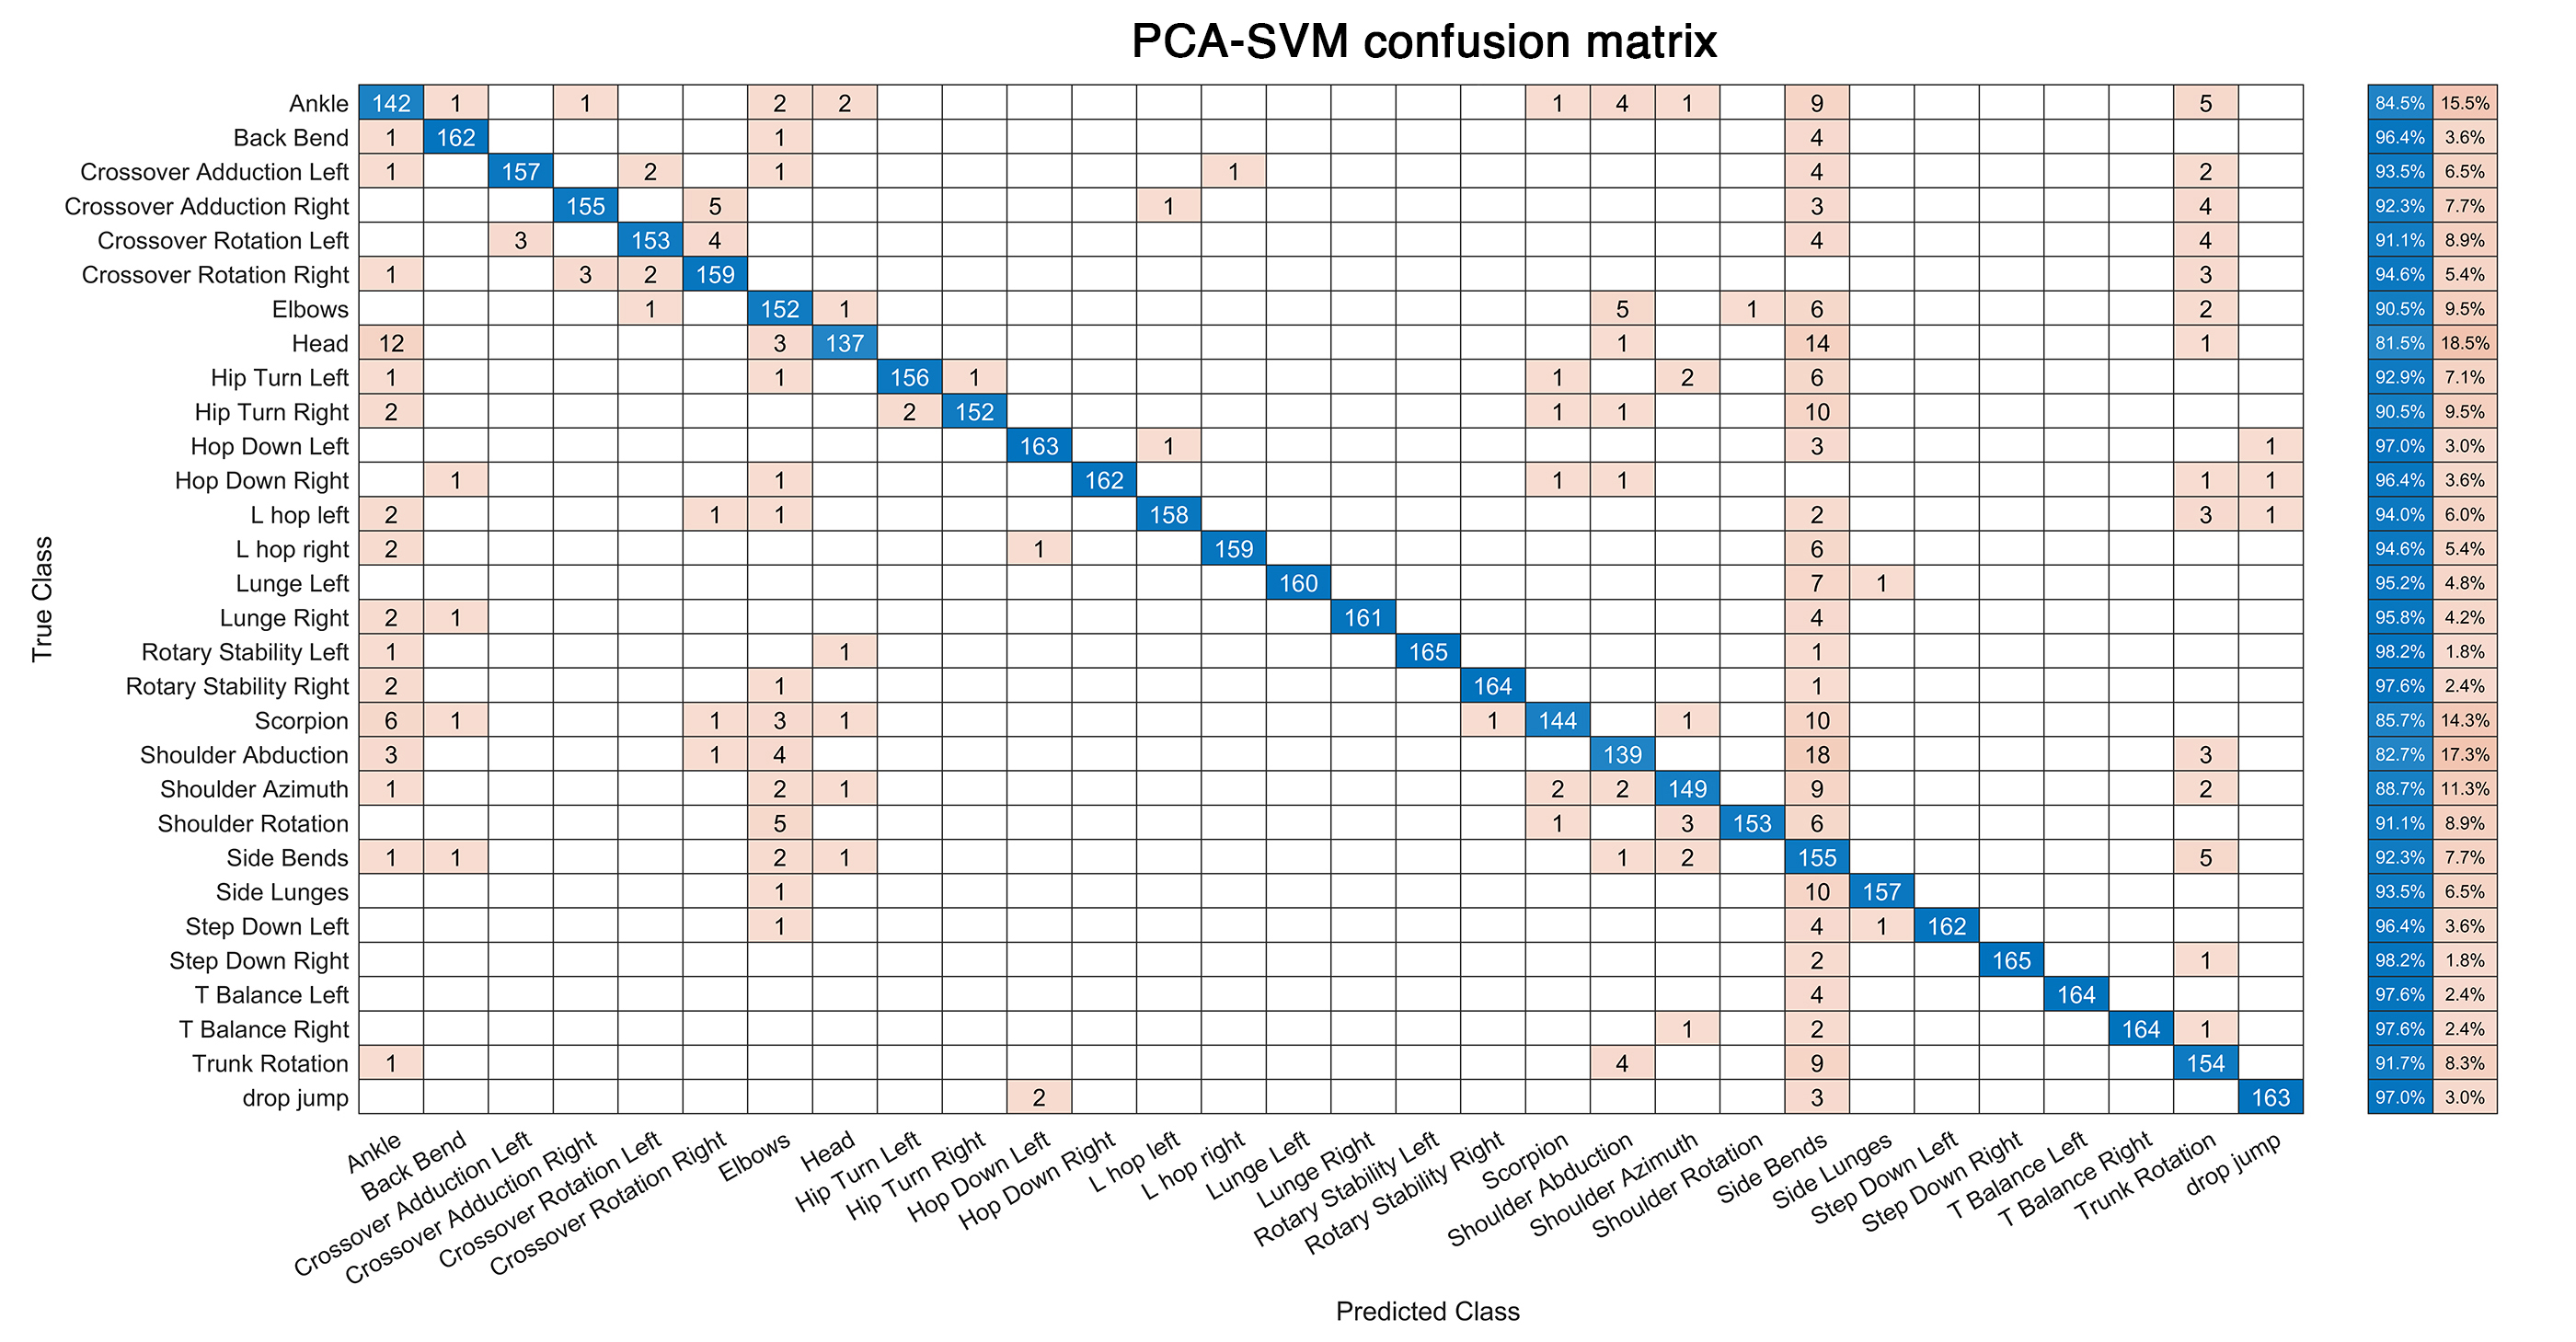 PCA-SVM confusion matrix
Ankle 142 1 1 2 2 1 4 1 9 5 84.5% 15.5%
Back Bend 1 162 1 4 96.4% 3.6%
Crossover Adduction Left 1 157 2 1 1 4 2 93.5% 6.5%
Crossover Adduction Right 155 5 1 3 4 92.3% 7.7%
Crossover Rotation Left 3 153 4 4 4 91.1% 8.9%
Crossover Rotation Right 1 3 2 159 3 94.6% 5.4%
Elbows 1 152 1 5 1 6 2 90.5% 9.5%
Head 12 3 137 1 14 1 81.5% 18.5%
Hip Turn Left 1 1 156 1 1 2 6 92.9% 7.1%
Hip Turn Right 2 2 152 1 1 10 90.5% 9.5%
Hop Down Left 163 1 3 1 97.0% 3.0%
Hop Down Right 1 1 162 1 1 1 1 96.4% 3.6%
L hop left 2 1 1 158 2 3 1 94.0% 6.0%
L hop right 2 1 159 6 94.6% 5.4%
Lunge Left 160 7 1 95.2% 4.8%
Lunge Right 2 1 161 4 95.8% 4.2%
Rotary Stability Left 1 1 165 1 98.2% 1.8%
Rotary Stability Right 2 1 164 1 97.6% 2.4%
Scorpion 6 1 1 3 1 1 144 1 10 85.7% 14.3%
Shoulder Abduction 3 1 4 139 18 3 82.7% 17.3%
Shoulder Azimuth 1 2 1 2 2 149 9 2 88.7% 11.3%
Shoulder Rotation 5 1 3 153 6 91.1% 8.9%
Side Bends 1 1 2 1 1 2 155 5 92.3% 7.7%
Side Lunges 1 10 157 93.5% 6.5%
Step Down Left 1 4 1 162 96.4% 3.6%
Step Down Right 2 165 1 98.2% 1.8%
T Balance Left 4 164 97.6% 2.4%
T Balance Right 1 2 164 1 97.6% 2.4%
Trunk Rotation 1 4 9 154 91.7% 8.3%
drop jump 2 3 163 97.0% 3.0%
True Class
Ankle
Back Bend
Crossover Adduction Left
Crossover Adduction Right
Crossover Rotation Left
Crossover Rotation Right
Elbows
Head
Hip Turn Left
Hip Turn Right
Hop Down Left
Hop Down Right
L hop left
L hop right
Lunge Left
Lunge Right
Rotary Stability Left
Rotary Stability Right
Scorpion
Shoulder Abduction
Shoulder Azimuth
Shoulder Rotation
Side Bends
Side Lunges
Step Down Left
Step Down Right
T Balance Left
T Balance Right
Trunk Rotation
drop jump
Predicted Class